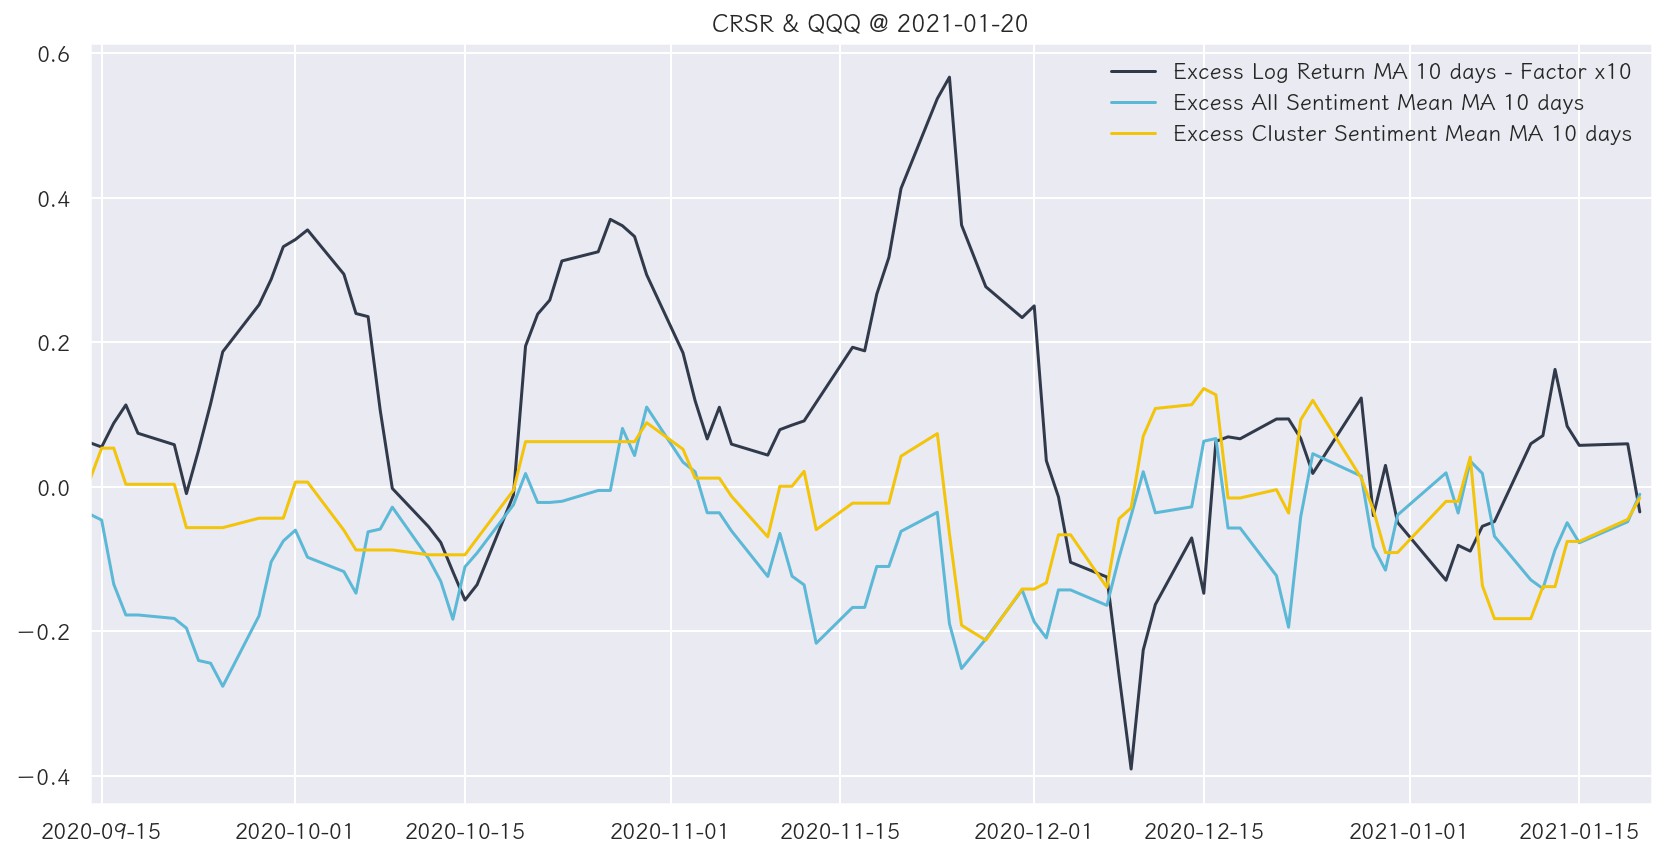 CRSR & QQQ @ 2021-01-20
Excess Log Return MA 10 days - Factor x10
Excess All Sentiment Mean MA 10 days
Excess Cluster Sentiment Mean MA 10 days
0.6
0.4
0.2
0.0
−0.2
−0.4
2020-09-15 2020-10-01 2020-10-15 2020-11-01 2020-11-15 2020-12-01 2020-12-15 2021-01-01 2021-01-15